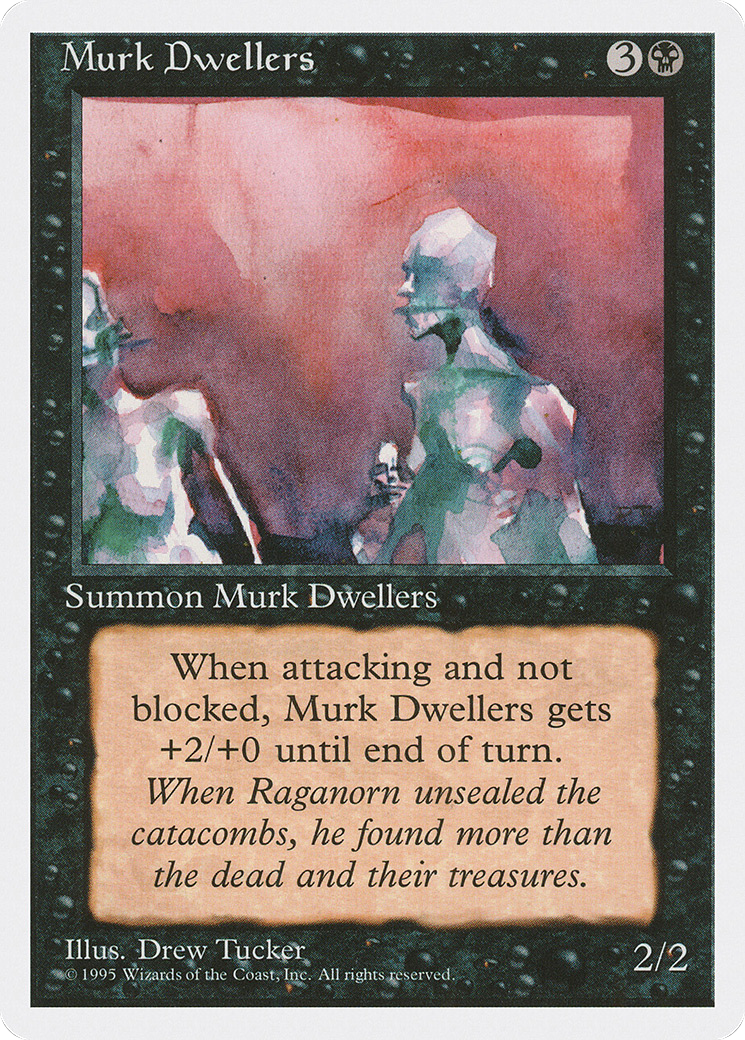 Murk Dwellers 3
Summon Murk Dwellers
When attacking and not
blocked, Murk Dwellers gets
+2/+0 until end of turn.
When Raganorn unsealed the
catacombs, he found more than
the dead and their treasures.
Illus. Drew Tucker
© 1995 Wizards of the Coast, Inc. All rights reserved.
2/2